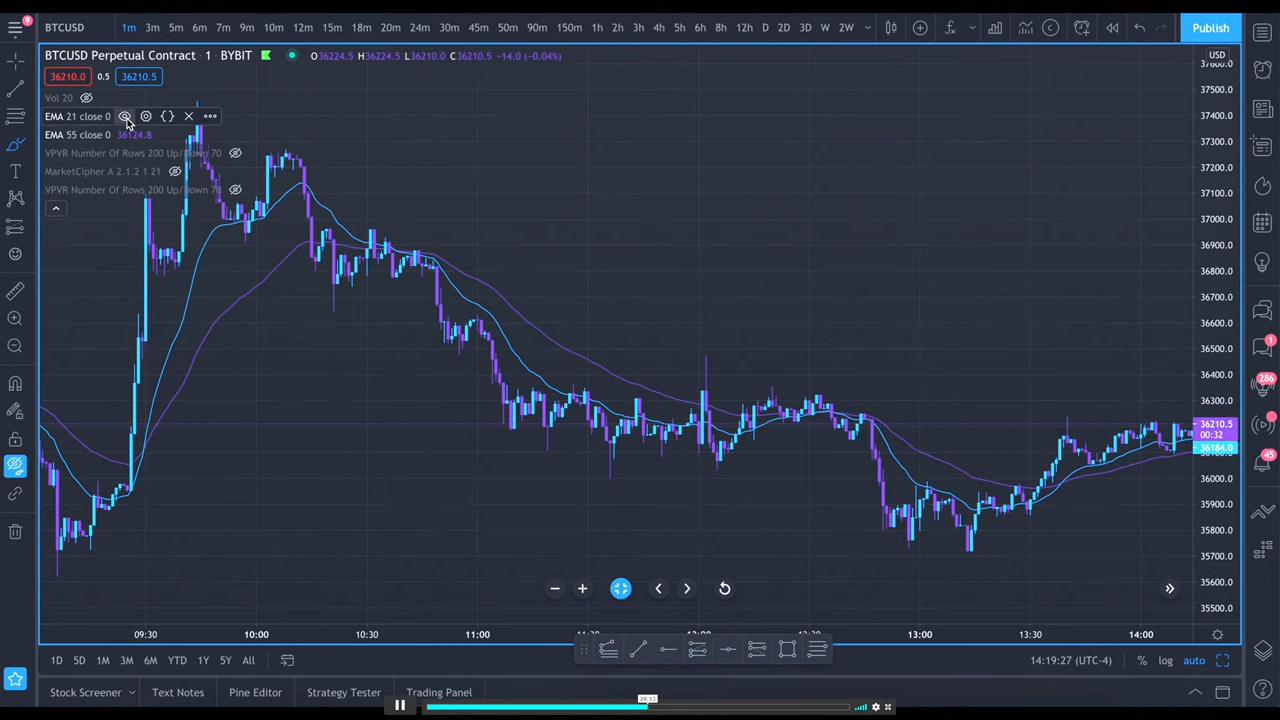 9
BTCUSD 1m 3m 5m 6m 7m 9m 10m 12m 15m 18m 20m 24m 30m 45m 50m 90m 150m 1h 2h 3h 4h 5h 6h 8h 12h D 2D 3D W 2W Publish
BTCUSD Perpetual Contract · 1 · BYBIT O36224.5 H36224.5 L36210.0 C36210.5 -14.0 (-0.04%)
USD
36210.0 0.5 36210.5
Vol 20
EMA 21 close 0
EMA 55 close 0 36124.8
VPVR Number Of Rows 200 Up/Down 70
MarketCipher A 2.1.2 1 21
VPVR Number Of Rows 200 Up/Down 70
37500.0
37400.0
37300.0
37200.0
37100.0
37000.0
36900.0
36800.0
36700.0
36600.0
36500.0
36400.0
36300.0
36210.5
00:32
36184.0
36000.0
35900.0
35800.0
35700.0
35600.0
35500.0
1
286
45
09:30 10:00 10:30 11:00 13:00 13:30 14:00
1D 5D 1M 3M 6M YTD 1Y 5Y All 14:19:27 (UTC-4) % log auto
Stock Screener Text Notes Pine Editor Strategy Tester Trading Panel
29:13